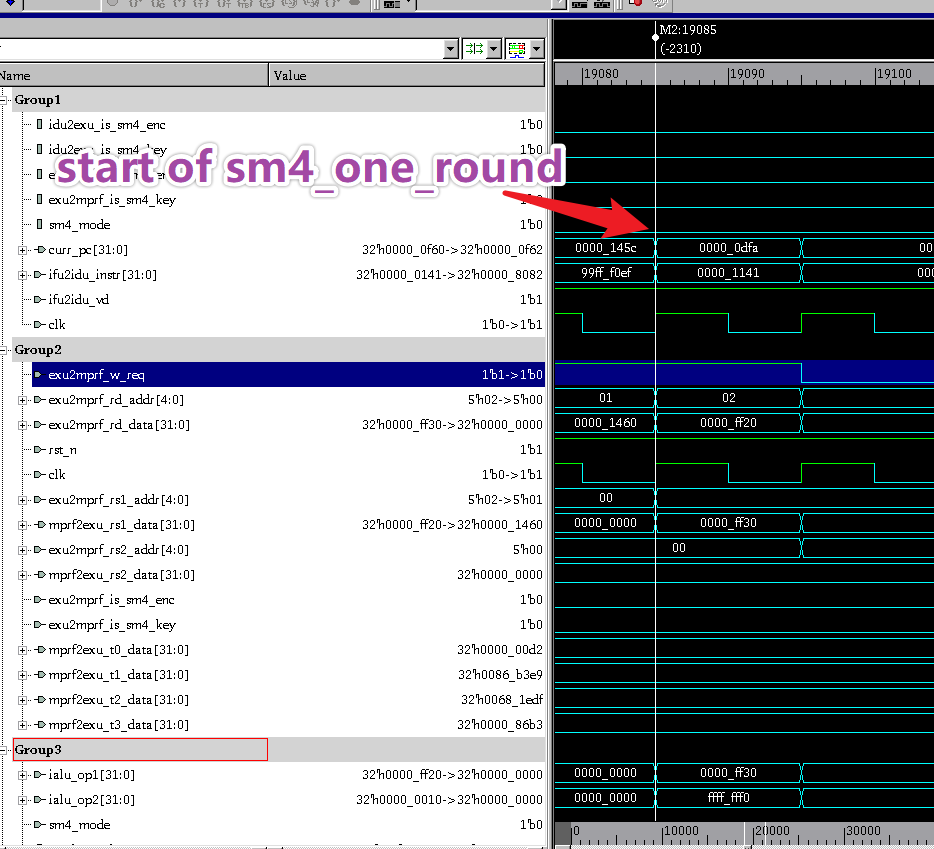 M2:19085
(-2310)
Name Value
19080 19090 19100
Group1
idu2exu_is_sm4_enc 1'b0
idu2exu_is_sm4_key 1'b0
start of sm4_one_round
exu2mprf_is_sm4_key
sm4_mode 1'b0
curr_pc[31:0] 32'h0000_0f60->32'h0000_0f62 0000_145c 0000_0dfa 00
ifu2idu_instr[31:0] 32'h0000_0141->32'h0000_8082 99ff_f0ef 0000_1141 000
ifu2idu_vd 1'b1
clk 1'b0->1'b1
Group2
exu2mprf_w_req 1'b1->1'b0
exu2mprf_rd_addr[4:0] 5'h02->5'h00 01 02
exu2mprf_rd_data[31:0] 32'h0000_ff30->32'h0000_0000 0000_1460 0000_ff20
rst_n 1'b1
clk 1'b0->1'b1
exu2mprf_rs1_addr[4:0] 5'h02->5'h01 00
mprf2exu_rs1_data[31:0] 32'h0000_ff20->32'h0000_1460 0000_0000 0000_ff30
exu2mprf_rs2_addr[4:0] 5'h00 00
mprf2exu_rs2_data[31:0] 32'h0000_0000
exu2mprf_is_sm4_enc 1'b0
exu2mprf_is_sm4_key 1'b0
mprf2exu_t0_data[31:0] 32'h0000_00d2
mprf2exu_t1_data[31:0] 32'h0086_b3e9
mprf2exu_t2_data[31:0] 32'h0068_1edf
mprf2exu_t3_data[31:0] 32'h0000_86b3
Group3
ialu_op1[31:0] 32'h0000_ff20->32'h0000_0000 0000_0000 0000_ff30
ialu_op2[31:0] 32'h0000_0010->32'h0000_0000 0000_0000 ffff_fff0
sm4_mode 1'b0
0 10000 20000 30000